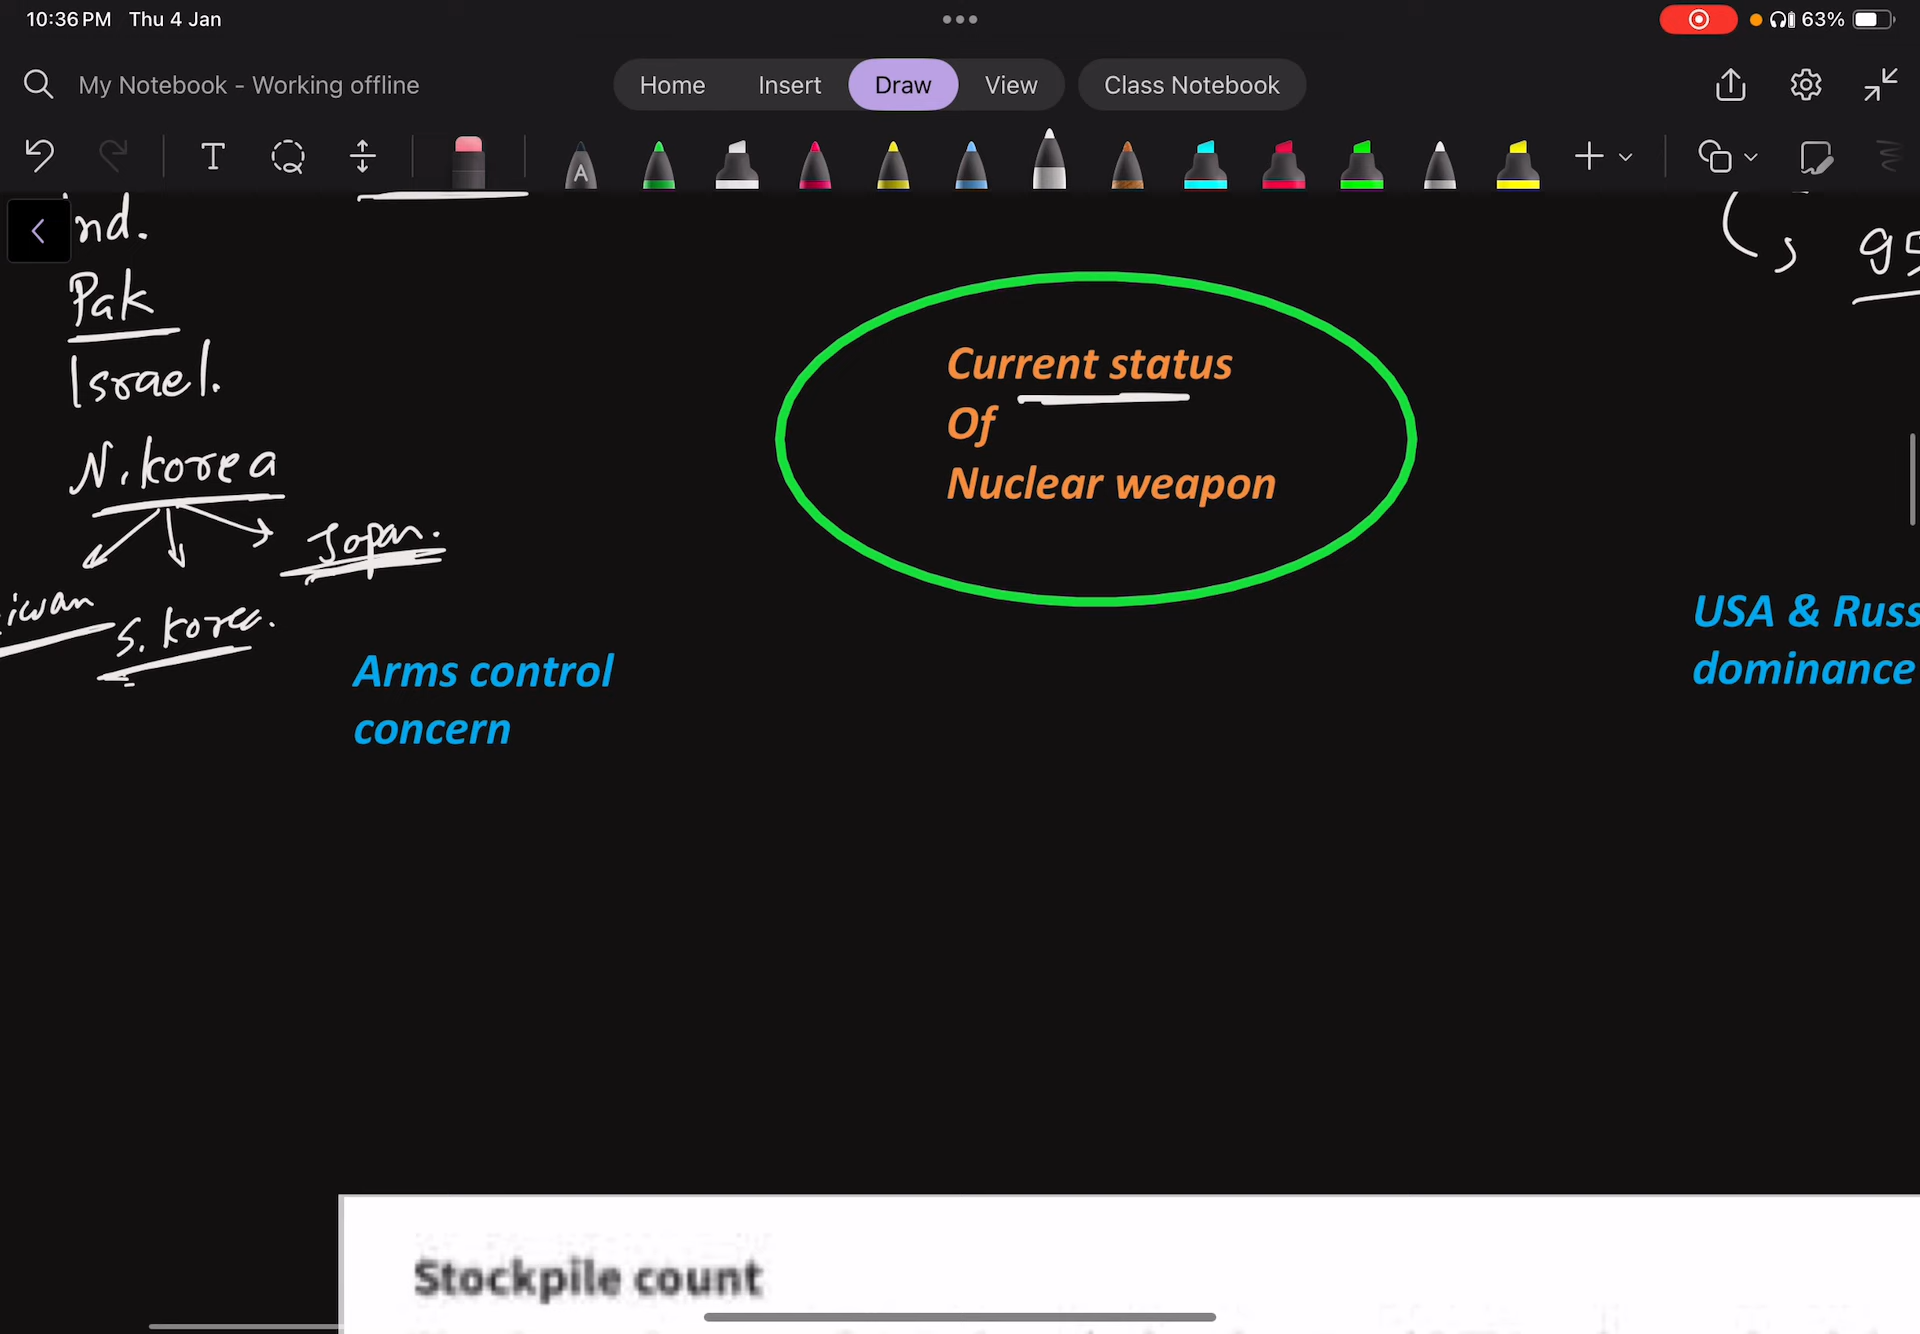 10:36 PM Thu 4 Jan
63%
My Notebook - Working offline
Home Insert Draw View Class Notebook
T
A
nd.
Pak
Israel.
N. korea
Japan.
iwan
S. Korea.
Current status
Of
Nuclear weapon
Arms control
concern
USA & Russ
dominance
Stockpile count